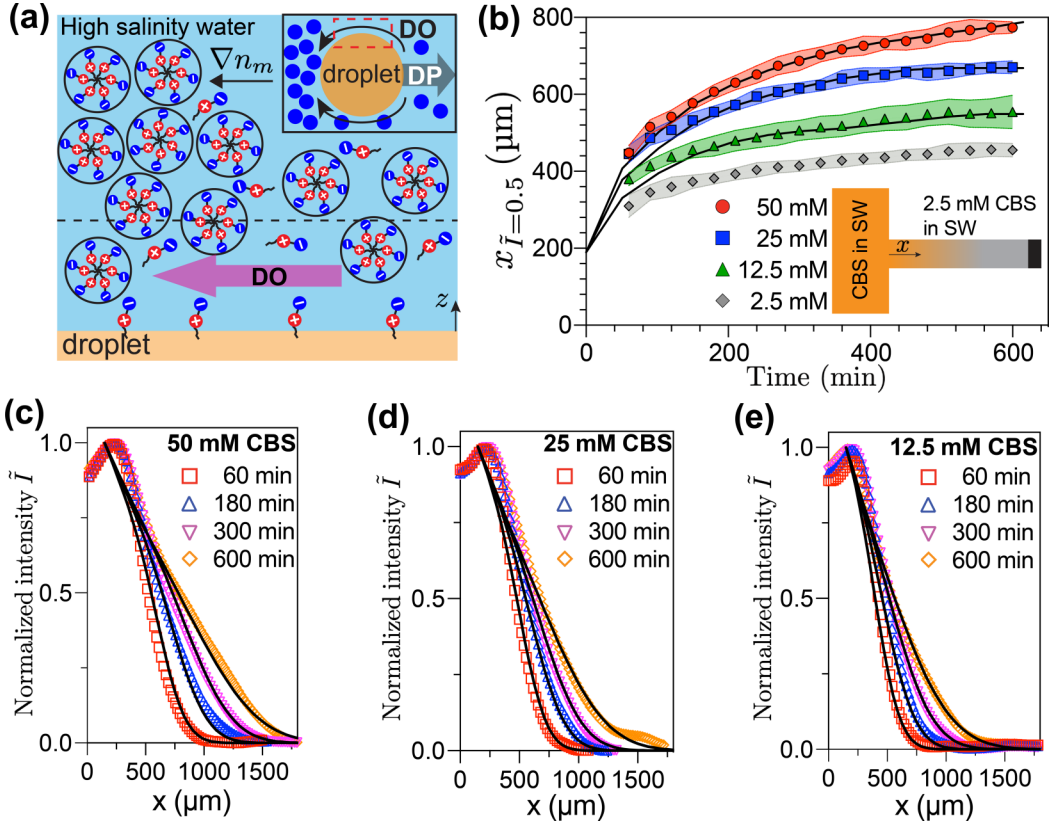 (a)
High salinity water
∇n_m
DO
droplet
DP
DO
z
droplet
(b)
x_{Ĩ=0.5} (µm)
800
600
400
200
0
50 mM
25 mM
12.5 mM
2.5 mM
CBS in SW
x
2.5 mM CBS
in SW
0
200
400
600
Time (min)
(c)
Normalized intensity Ĩ
1.0
0.5
0.0
50 mM CBS
60 min
180 min
300 min
600 min
0
500
1000
1500
x (µm)
(d)
Normalized intensity Ĩ
1.0
0.5
0.0
25 mM CBS
60 min
180 min
300 min
600 min
0
500
1000
1500
x (µm)
(e)
Normalized intensity Ĩ
1.0
0.5
0.0
12.5 mM CBS
60 min
180 min
300 min
600 min
0
500
1000
1500
x (µm)